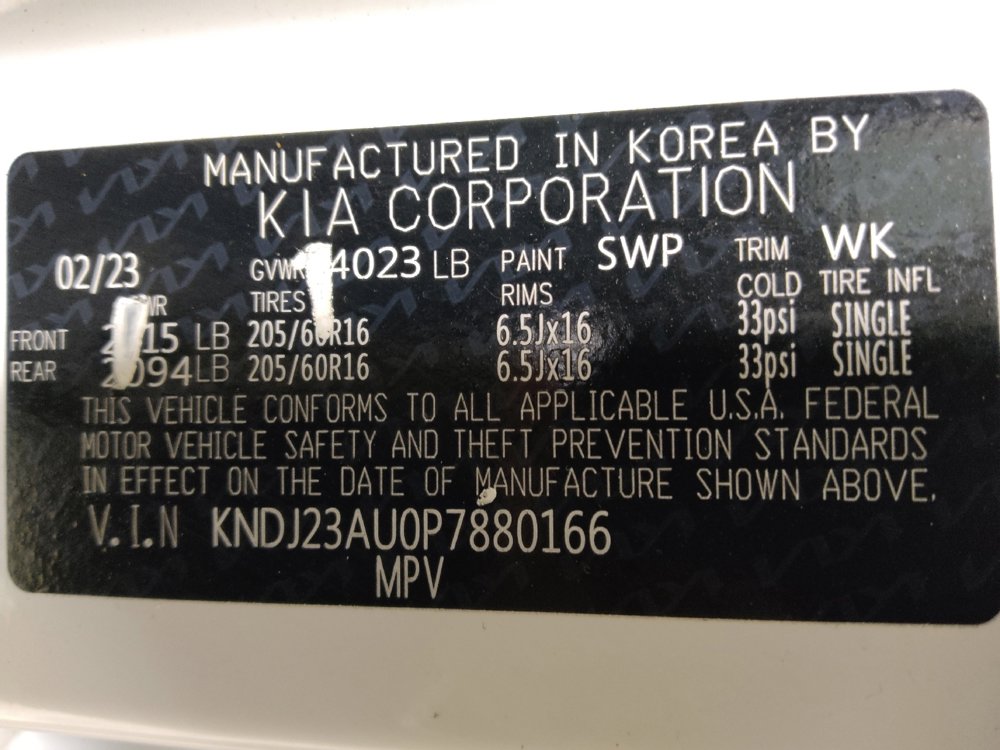 MANUFACTURED IN KOREA BY
KIA CORPORATION
02/23 GVWR 4023 LB PAINT SWP TRIM WK
TIRES RIMS COLD TIRE INFL
FRONT LB 205/60R16 6.5Jx16 33psi SINGLE
REAR 2094 LB 205/60R16 6.5Jx16 33psi SINGLE
THIS VEHICLE CONFORMS TO ALL APPLICABLE U.S.A. FEDERAL
MOTOR VEHICLE SAFETY AND THEFT PREVENTION STANDARDS
IN EFFECT ON THE DATE OF MANUFACTURE SHOWN ABOVE.
V.I.N KNDJ23AU0P7880166
MPV